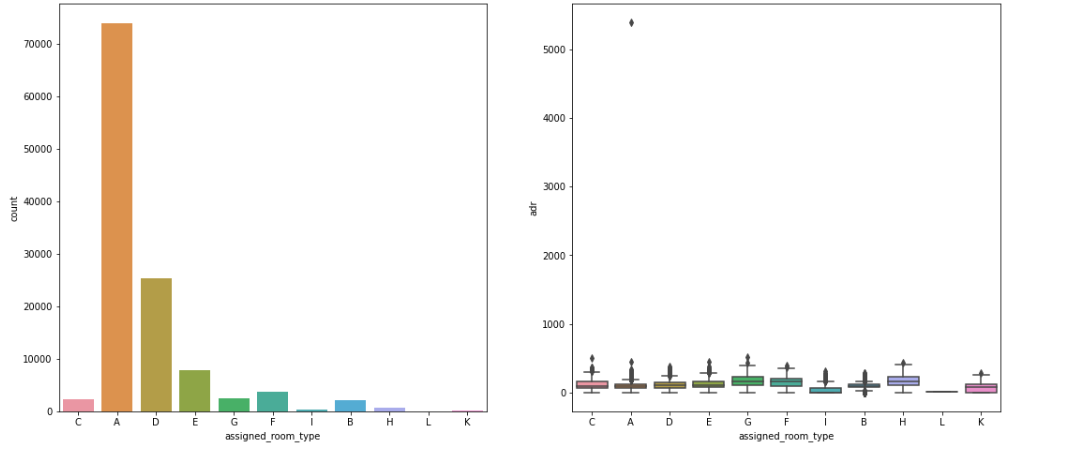 70000
60000
50000
40000
30000
20000
10000
0
count
C A D E G F I B H L K
assigned_room_type
5000
4000
3000
2000
1000
0
adr
C A D E G F I B H L K
assigned_room_type